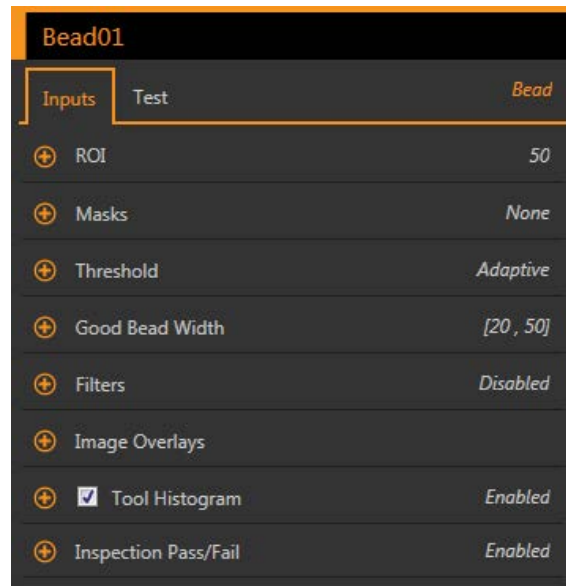 Bead01
Inputs Test Bead
ROI 50
Masks None
Threshold Adaptive
Good Bead Width [20 , 50]
Filters Disabled
Image Overlays
Tool Histogram Enabled
Inspection Pass/Fail Enabled